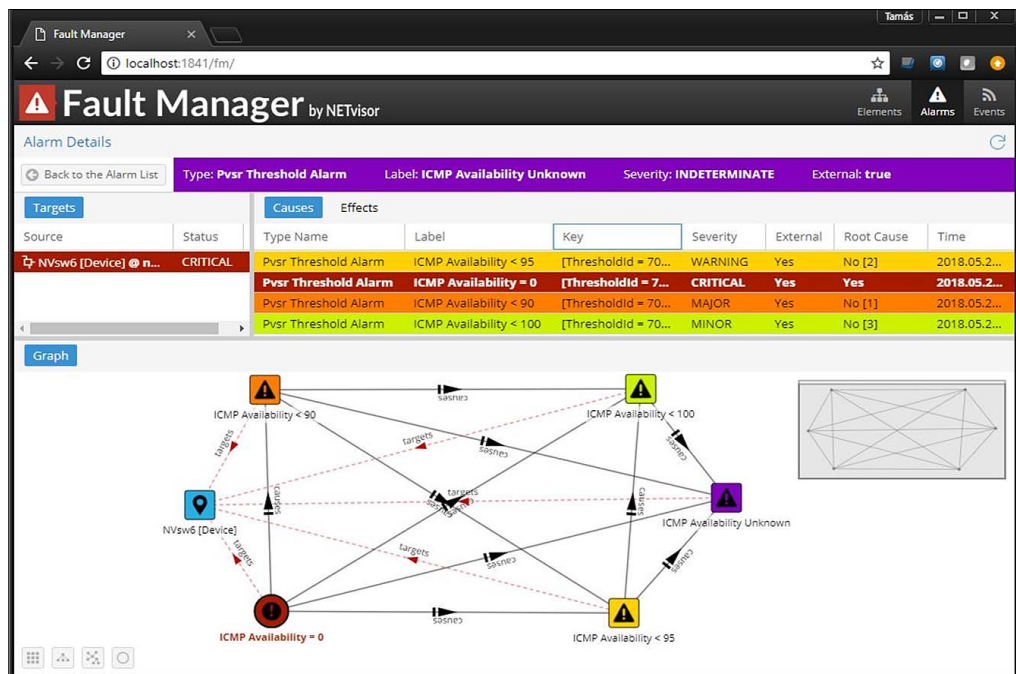 Tamás
Fault Manager
localhost:1841/fm/
Fault Manager by NETvisor
Elements Alarms Events
Alarm Details
Back to the Alarm List Type: Pvsr Threshold Alarm Label: ICMP Availability Unknown Severity: INDETERMINATE External: true
Targets Causes Effects
Source Status Type Name Label Key Severity External Root Cause Time
NVsw6 [Device] @ n... CRITICAL Pvsr Threshold Alarm ICMP Availability < 95 [ThresholdId = 70... WARNING Yes No [2] 2018.05.2...
Pvsr Threshold Alarm ICMP Availability = 0 [ThresholdId = 7... CRITICAL Yes Yes 2018.05.2...
Pvsr Threshold Alarm ICMP Availability < 90 [ThresholdId = 70... MAJOR Yes No [1] 2018.05.2...
Pvsr Threshold Alarm ICMP Availability < 100 [ThresholdId = 70... MINOR Yes No [3] 2018.05.2...
Graph
causes
ICMP Availability < 90
ICMP Availability < 100
targets
targets
causes
causes
causes
causes
targets
causes
causes
NVsw6 [Device]
ICMP Availability Unknown
targets
targets
causes
causes
causes
ICMP Availability = 0
ICMP Availability < 95